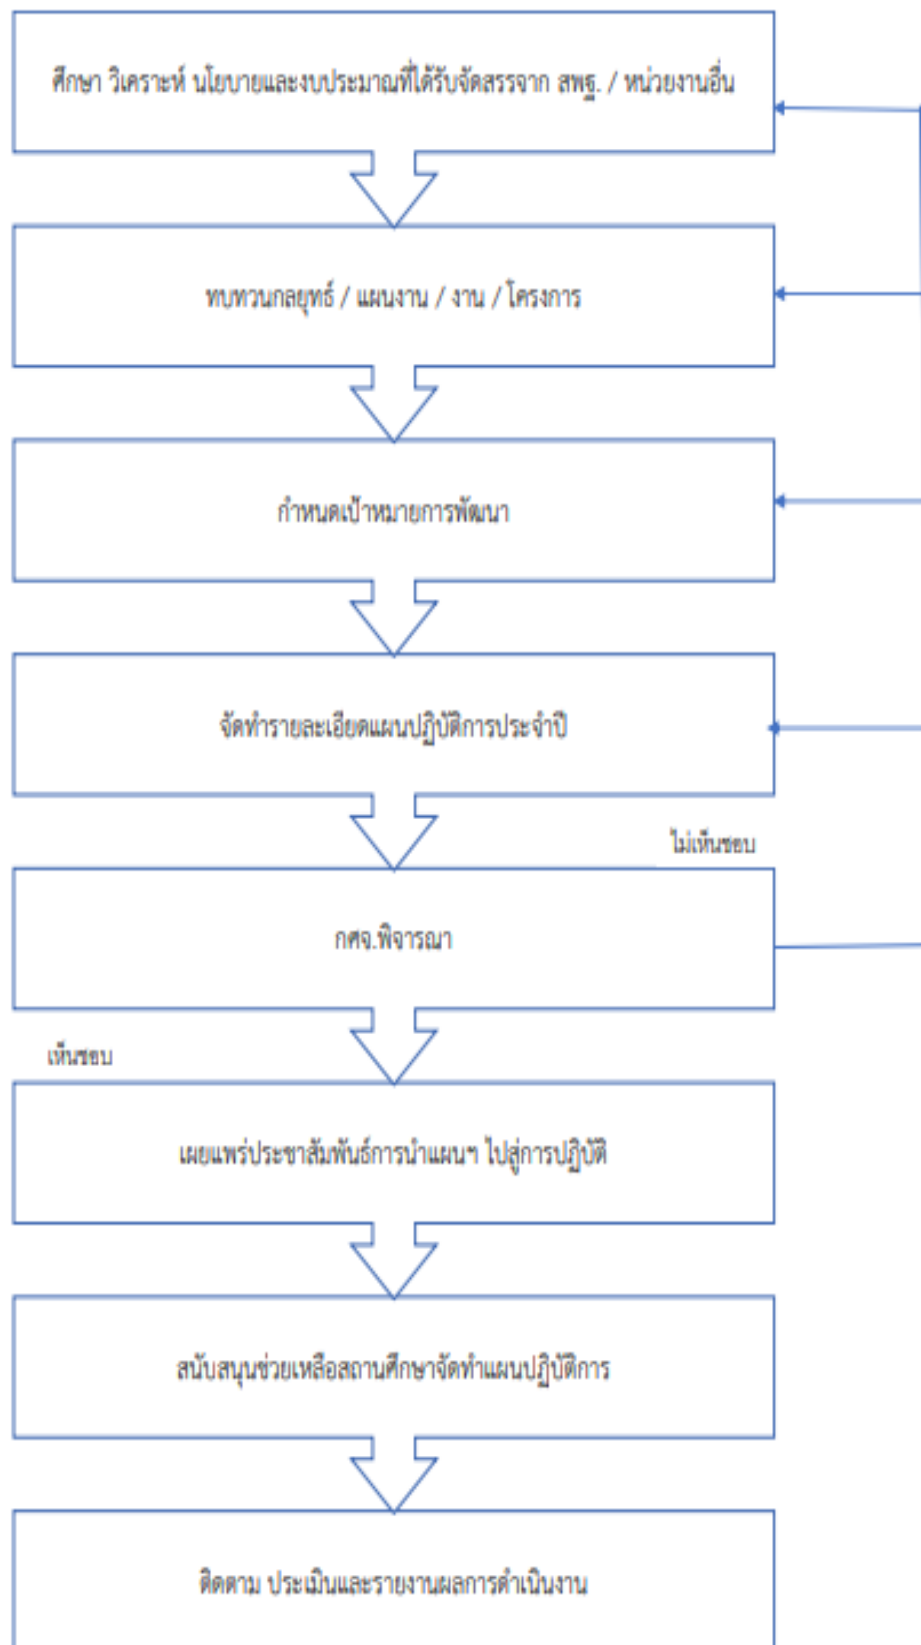 ศึกษา วิเคราะห์ นโยบายและงบประมาณที่ได้รับจัดสรรจาก สพฐ. / หน่วยงานอื่น
ทบทวนกลยุทธ์ / แผนงาน / งาน / โครงการ
กำหนดเป้าหมายการพัฒนา
จัดทำรายละเอียดแผนปฏิบัติการประจำปี
ไม่เห็นชอบ
กศจ.พิจารณา
เห็นชอบ
เผยแพร่ประชาสัมพันธ์การนำแผนฯ ไปสู่การปฏิบัติ
สนับสนุนช่วยเหลือสถานศึกษาจัดทำแผนปฏิบัติการ
ติดตาม ประเมินและรายงานผลการดำเนินงาน